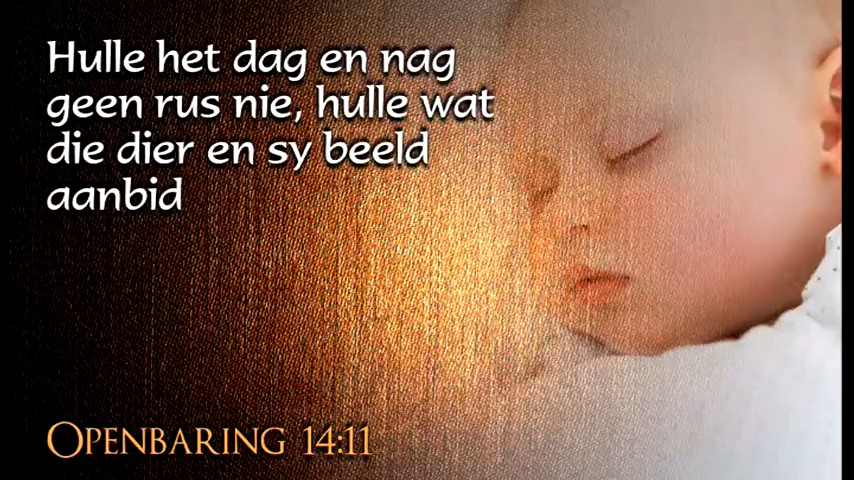 Hulle het dag en nag
geen rus nie, hulle wat
die dier en sy beeld
aanbid
Openbaring 14:11